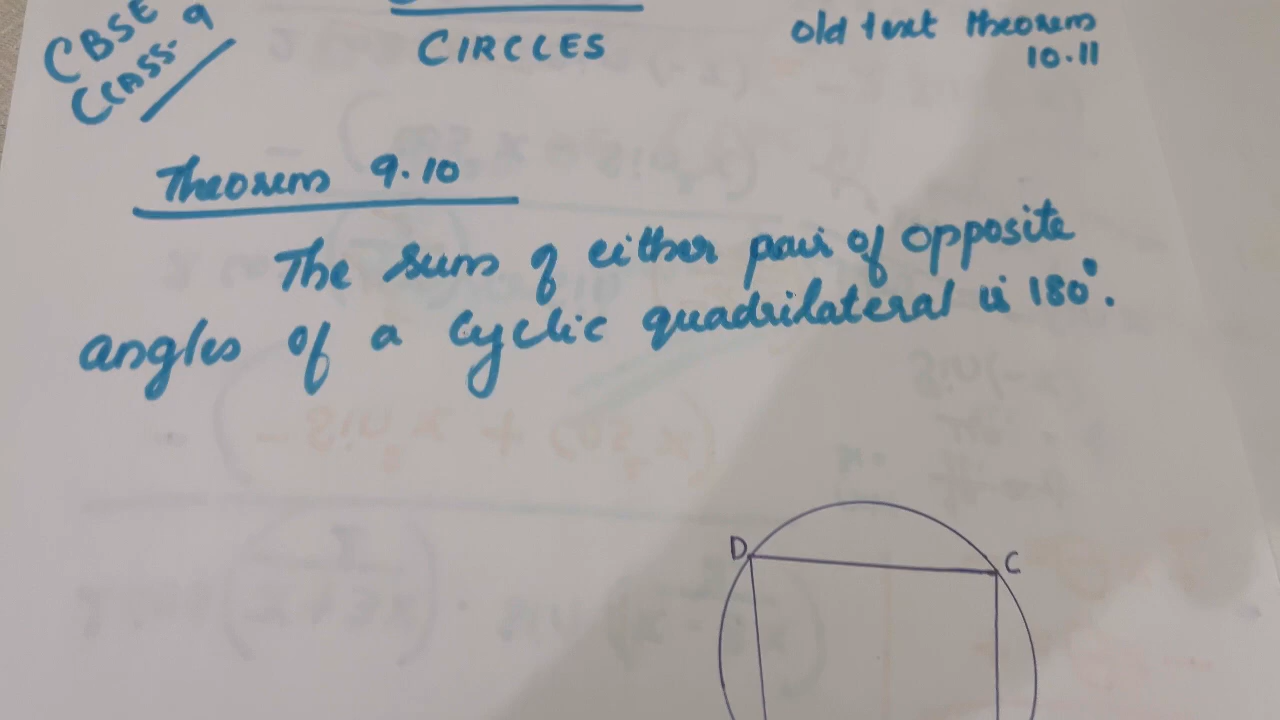 CBSE
CLASS 9
CIRCLES
old text theorem
10.11
Theorem 9.10
The sum of either pair of opposite
angles of a cyclic quadrilateral is 180°.
D
C